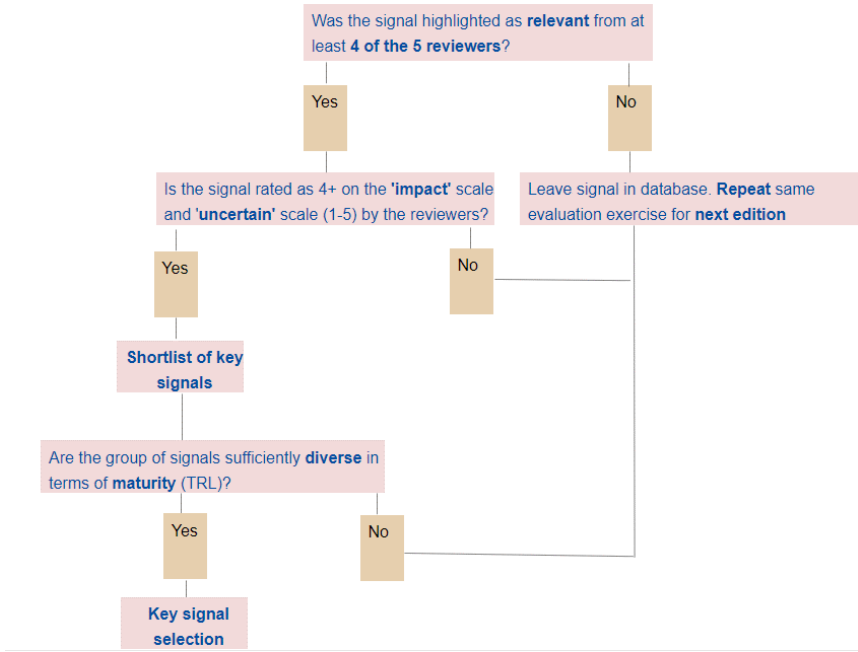 Was the signal highlighted as relevant from at
least 4 of the 5 reviewers?
Yes
No
Is the signal rated as 4+ on the 'impact' scale
and 'uncertain' scale (1-5) by the reviewers?
Leave signal in database. Repeat same
evaluation exercise for next edition
Yes
No
Shortlist of key
signals
Are the group of signals sufficiently diverse in
terms of maturity (TRL)?
Yes
No
Key signal
selection